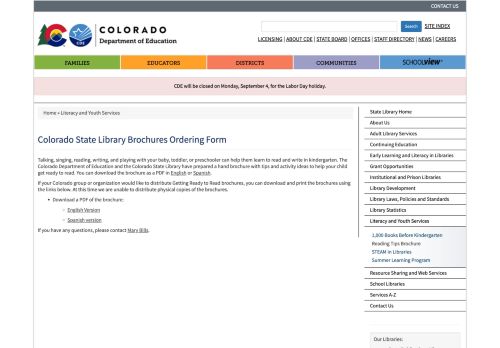 CONTACT US
COLORADO
Department of Education
CDE
Search
SITE INDEX
LICENSING | ABOUT CDE | STATE BOARD | OFFICES | STAFF DIRECTORY | NEWS | CAREERS
FAMILIES
EDUCATORS
DISTRICTS
COMMUNITIES
SCHOOLVIEW
CDE will be closed on Monday, September 4, for the Labor Day holiday.
Home » Literacy and Youth Services
Colorado State Library Brochures Ordering Form
Talking, singing, reading, writing, and playing with your baby, toddler, or preschooler can help them learn to read and write in kindergarten. The
Colorado Department of Education and the Colorado State Library have prepared a hand brochure with tips and activity ideas to help your child
get ready to read. You can download the brochure as a PDF in English or Spanish.
If your Colorado group or organization would like to distribute Getting Ready to Read brochures, you can download and print the brochures using
the links below. At this time we are unable to distribute physical copies of the brochures.
Download a PDF of the brochure:
English Version
Spanish version
If you have any questions, please contact Mary Bills.
State Library Home
About Us
Adult Library Services
Continuing Education
Early Learning and Literacy in Libraries
Grant Opportunities
Institutional and Prison Libraries
Library Development
Library Laws, Policies and Standards
Library Statistics
Literacy and Youth Services
1,000 Books Before Kindergarten
Reading Tips Brochure
STEAM in Libraries
Summer Learning Program
Resource Sharing and Web Services
School Libraries
Services A-Z
Contact Us
Our Libraries: